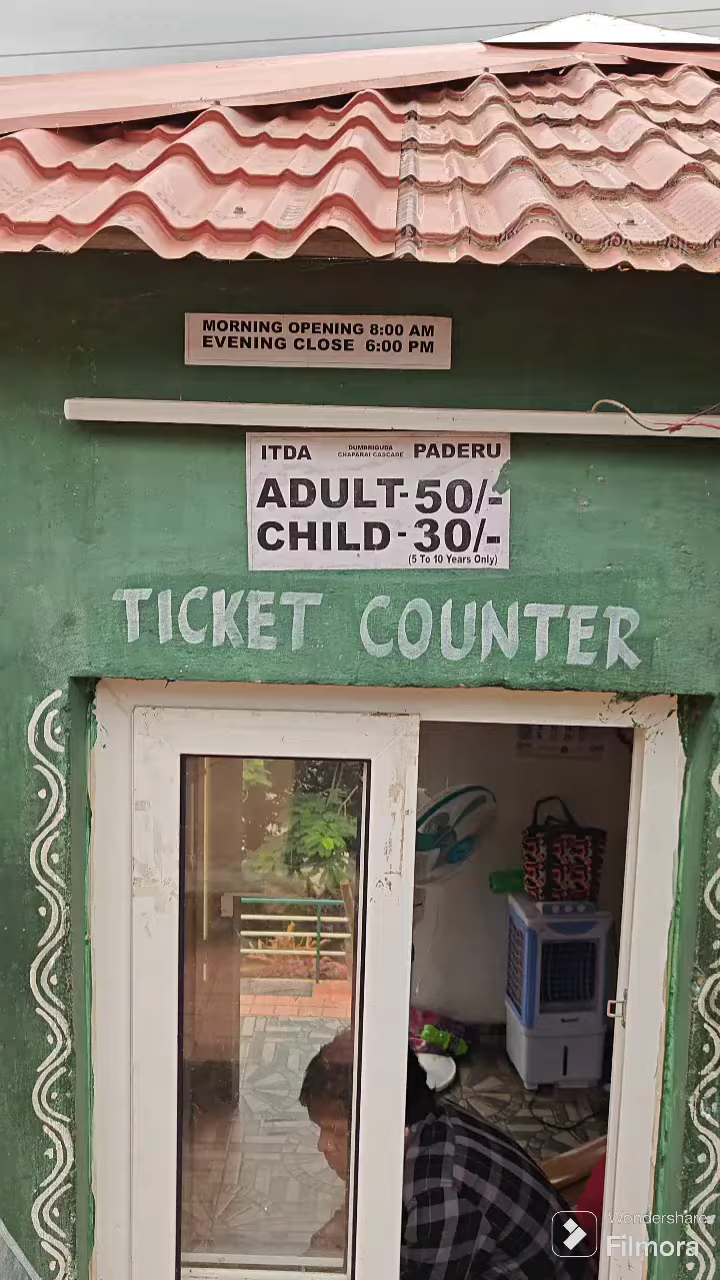 MORNING OPENING 8:00 AM
EVENING CLOSE 6:00 PM
ITDA DUMBRIGUDA CHAPARAI CASCADE PADERU
ADULT-50/-
CHILD-30/-
(5 To 10 Years Only)
TICKET COUNTER
Wondershare
Filmora